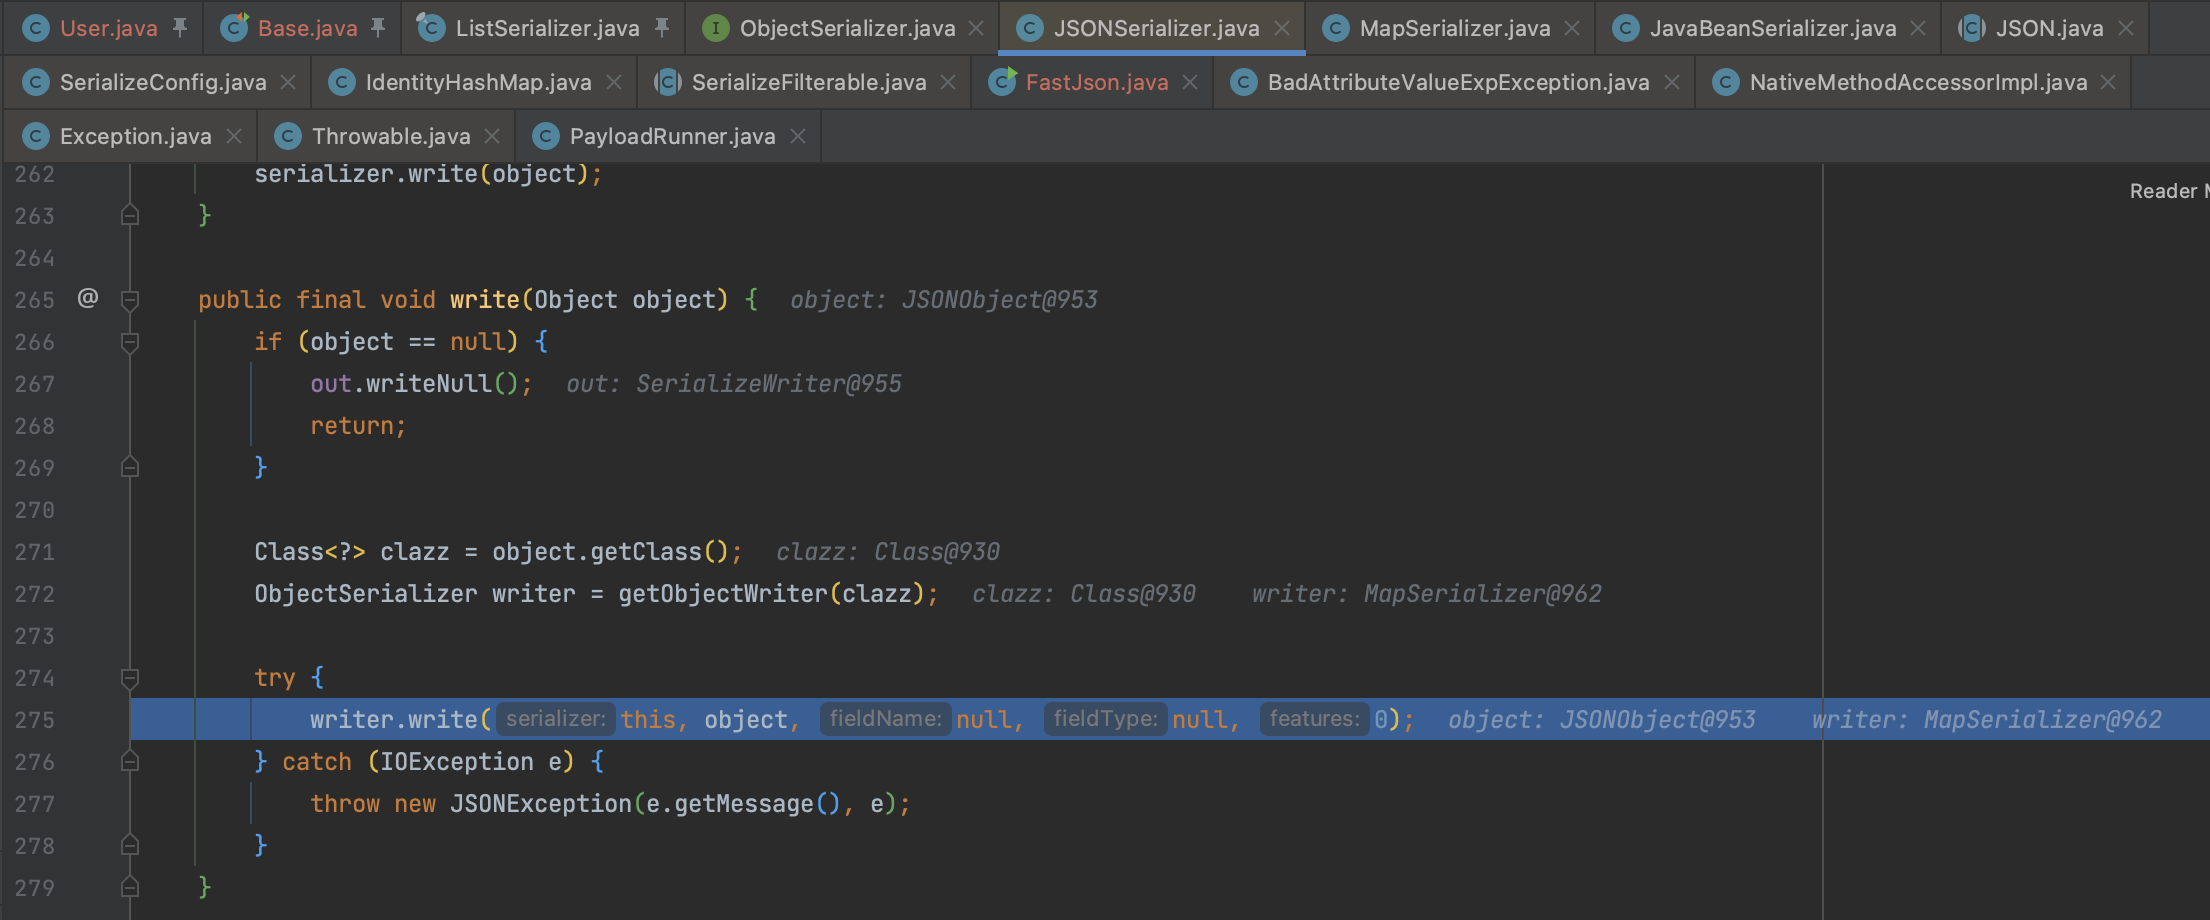 User.java Base.java ListSerializer.java ObjectSerializer.java JSONSerializer.java MapSerializer.java JavaBeanSerializer.java JSON.java
SerializeConfig.java IdentityHashMap.java SerializeFilterable.java FastJson.java BadAttributeValueExpException.java NativeMethodAccessorImpl.java
Exception.java Throwable.java PayloadRunner.java
262 serializer.write(object);
Reader
263 }
264
265 @ public final void write(Object object) { object: JSONObject@953
266 if (object == null) {
267 out.writeNull(); out: SerializeWriter@955
268 return;
269 }
270
271 Class<?> clazz = object.getClass(); clazz: Class@930
272 ObjectSerializer writer = getObjectWriter(clazz); clazz: Class@930 writer: MapSerializer@962
273
274 try {
275 writer.write( serializer: this, object, fieldName: null, fieldType: null, features: 0); object: JSONObject@953 writer: MapSerializer@962
276 } catch (IOException e) {
277 throw new JSONException(e.getMessage(), e);
278 }
279 }